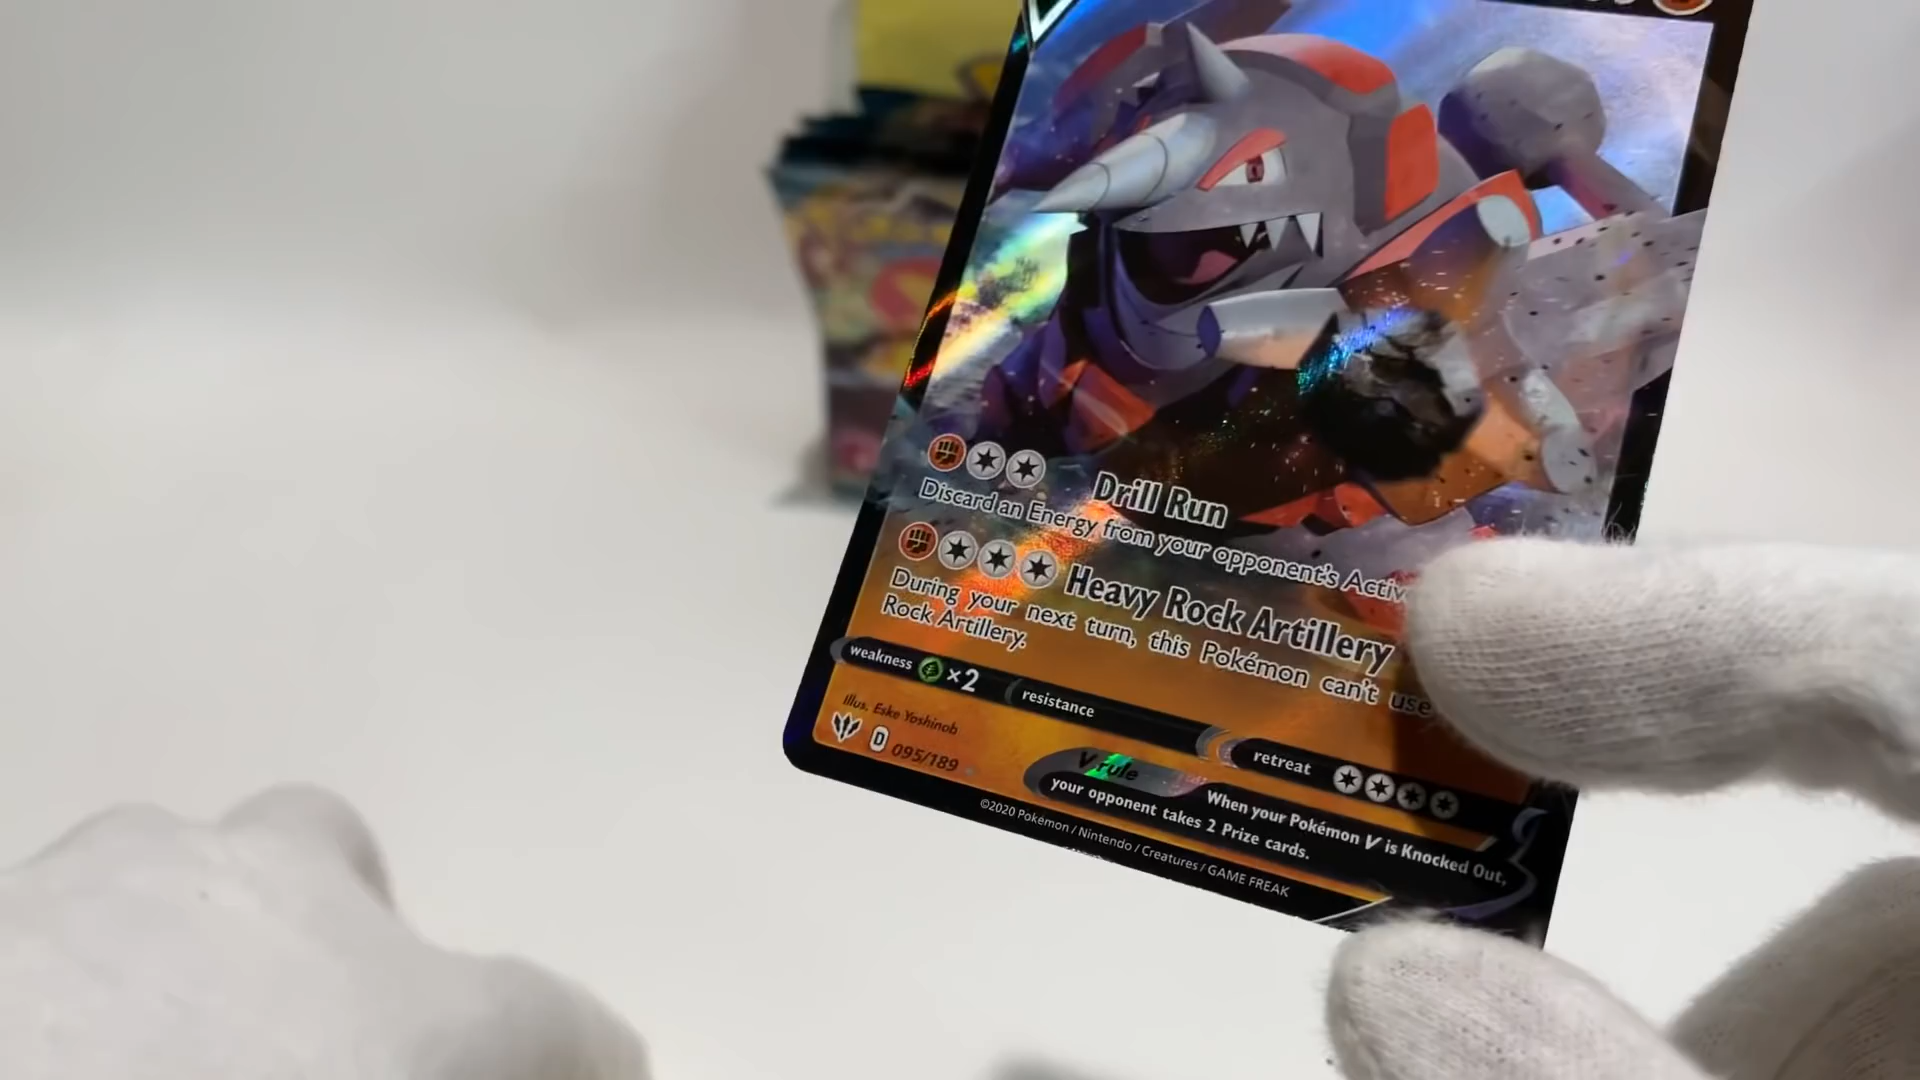 Drill Run
Discard an Energy from your opponent's Activ
Heavy Rock Artillery
During your next turn, this Pokémon can't use
Rock Artillery.
weakness ×2 resistance
retreat
Illus. Eske Yoshinob
D 095/189
V rule
When your Pokémon V is Knocked Out,
your opponent takes 2 Prize cards.
©2020 Pokémon / Nintendo / Creatures / GAME FREAK